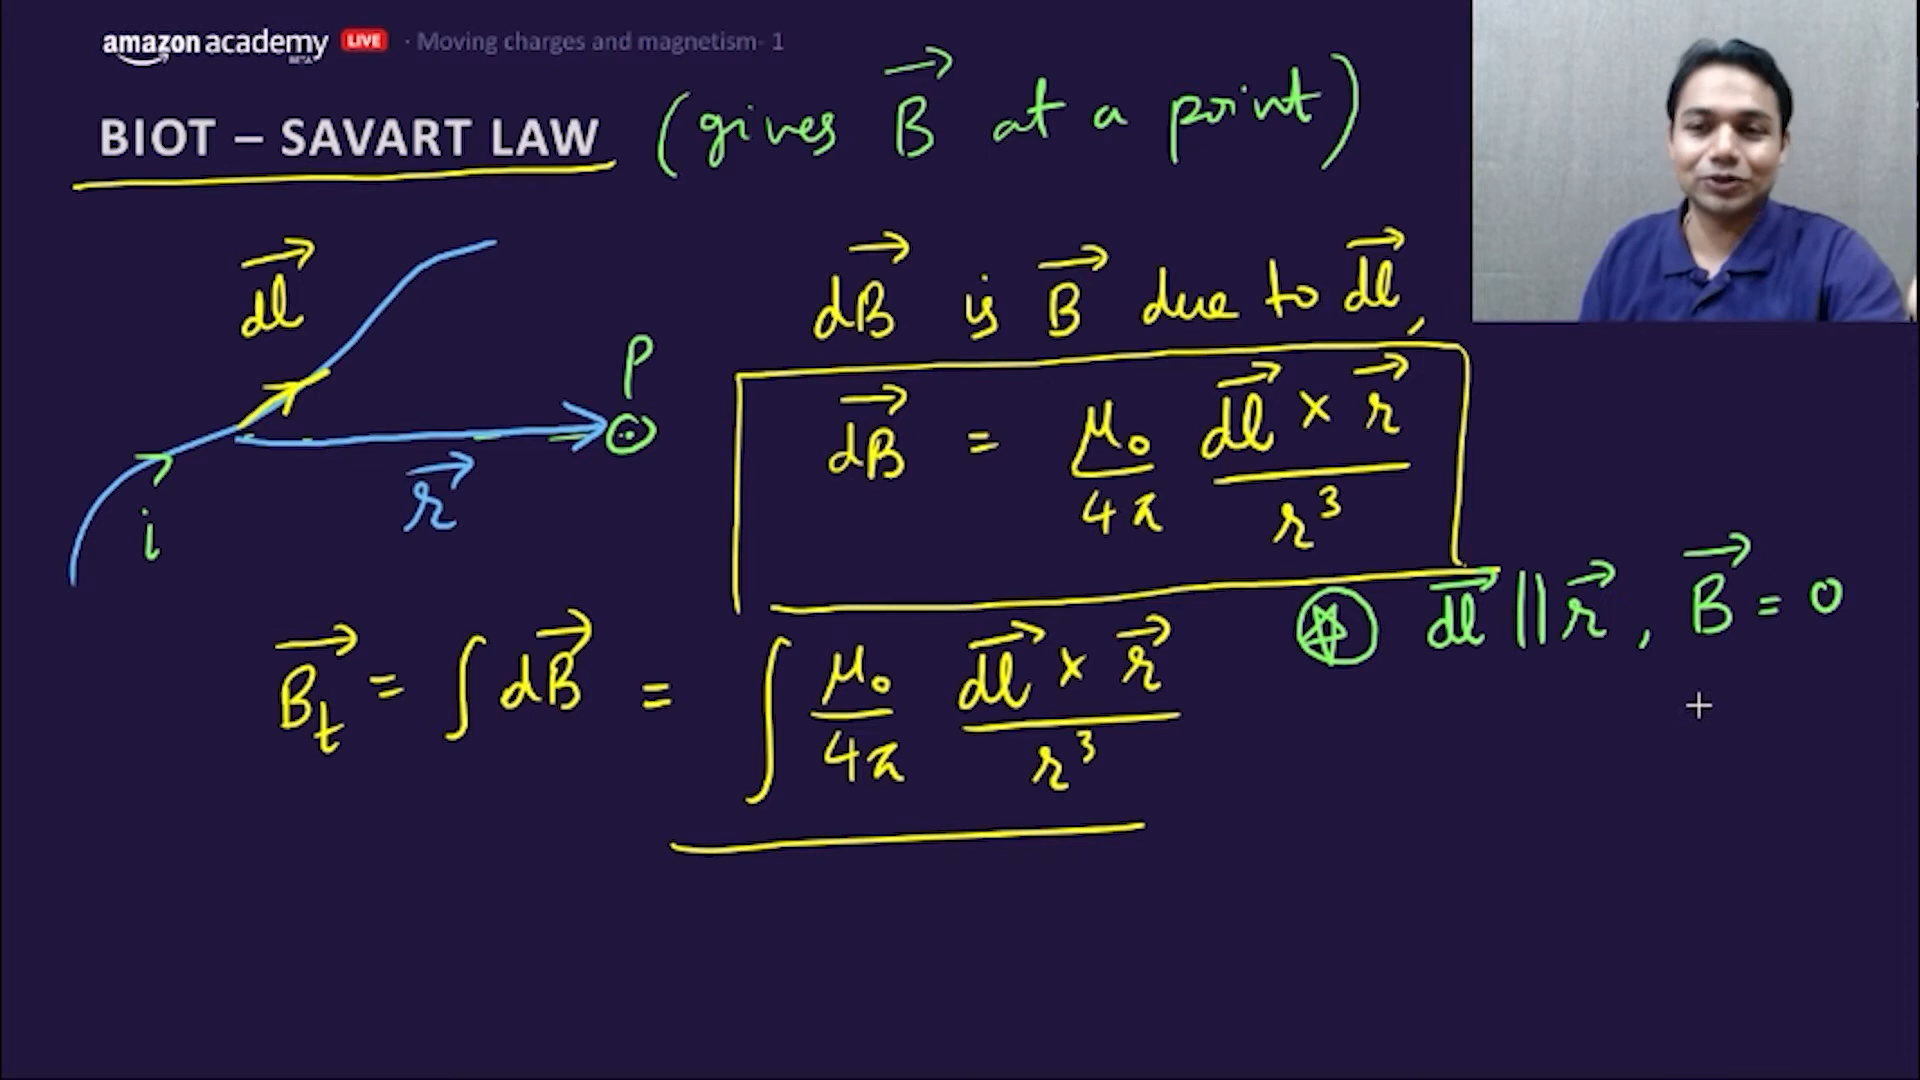 amazon academy LIVE · Moving charges and magnetism- 1
BETA
BIOT – SAVART LAW (gives B⃗ at a point)
dl⃗
dB⃗ is B⃗ due to dl⃗,
P
dB⃗ = μ₀/4π dl⃗ × r⃗/r³
r⃗
i
dl⃗ || r⃗, B⃗ = 0
B⃗t = ∫ dB⃗ = ∫ μ₀/4π dl⃗ × r⃗/r³